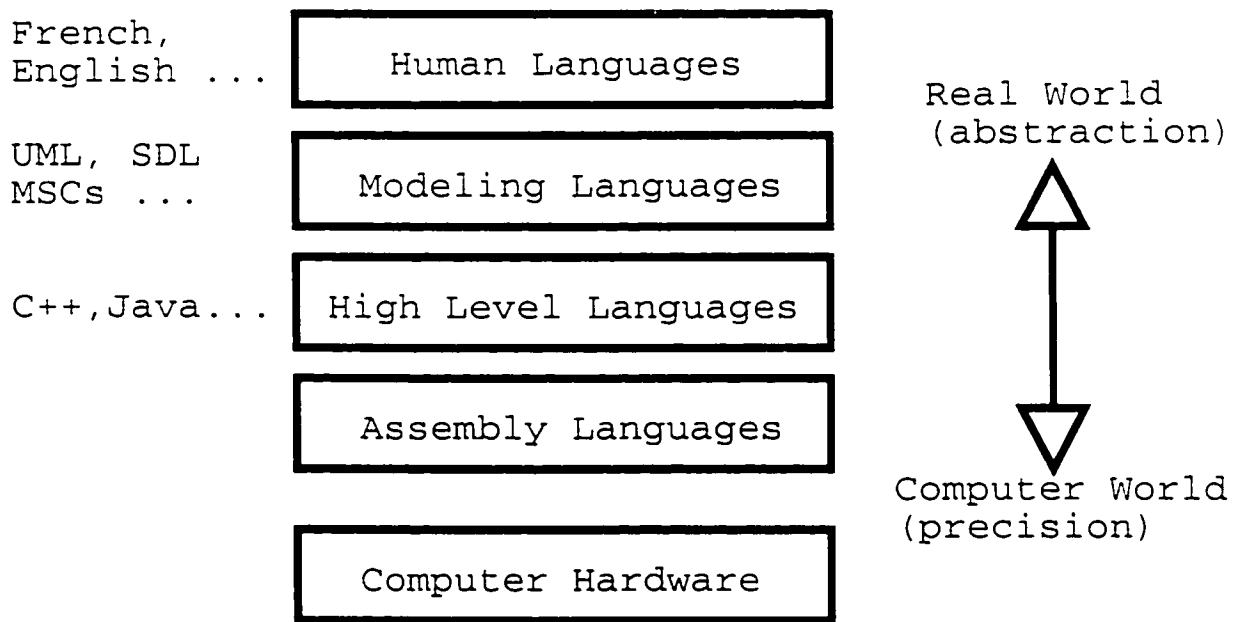 French,
English ...
Human Languages
UML, SDL
MSCs ...
Modeling Languages
C++,Java...
High Level Languages
Assembly Languages
Computer Hardware
Real World
(abstraction)
Computer World
(precision)